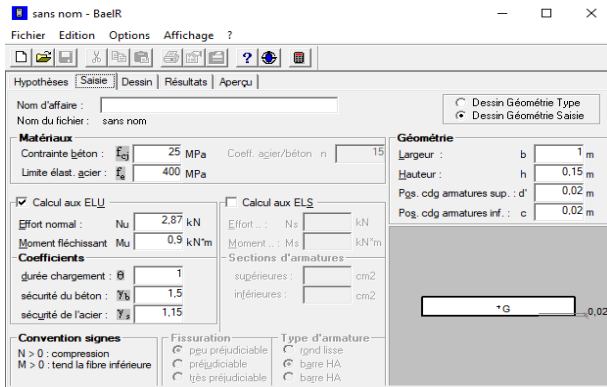 sans nom - BaelR
Fichier Edition Options Affichage ?
Hypothèses Saisie Dessin Résultats Aperçu
Nom d'affaire :
Nom du fichier : sans nom
Dessin Géométrie Type
Dessin Géométrie Saisie
Matériaux
Contrainte béton : fcj 25 MPa Coeff. acier/béton n 15
Limite élast. acier : fe 400 MPa
Géométrie
Largeur : b 1 m
Hauteur : h 0,15 m
Pos. cdg armatures sup. : d' 0,02 m
Pos. cdg armatures inf. : c 0,02 m
Calcul aux ELU
Effort normal : Nu 2,87 kN
Moment fléchissant Mu 0,9 kN*m
Calcul aux ELS
Effort .. : Ns kN
Moment .. : Ms kN*m
Coefficients
durée chargement : θ 1
sécurité du béton : γb 1,5
sécurité de l'acier : γs 1,15
Sections d'armatures
supérieures : cm2
inférieures : cm2
+G
0,02
Convention signes
N > 0 : compression
M > 0 : tend la fibre inférieure
Fissuration
peu préjudiciable
préjudiciable
très préjudiciable
Type d'armature
rond lisse
barre HA
barre HA